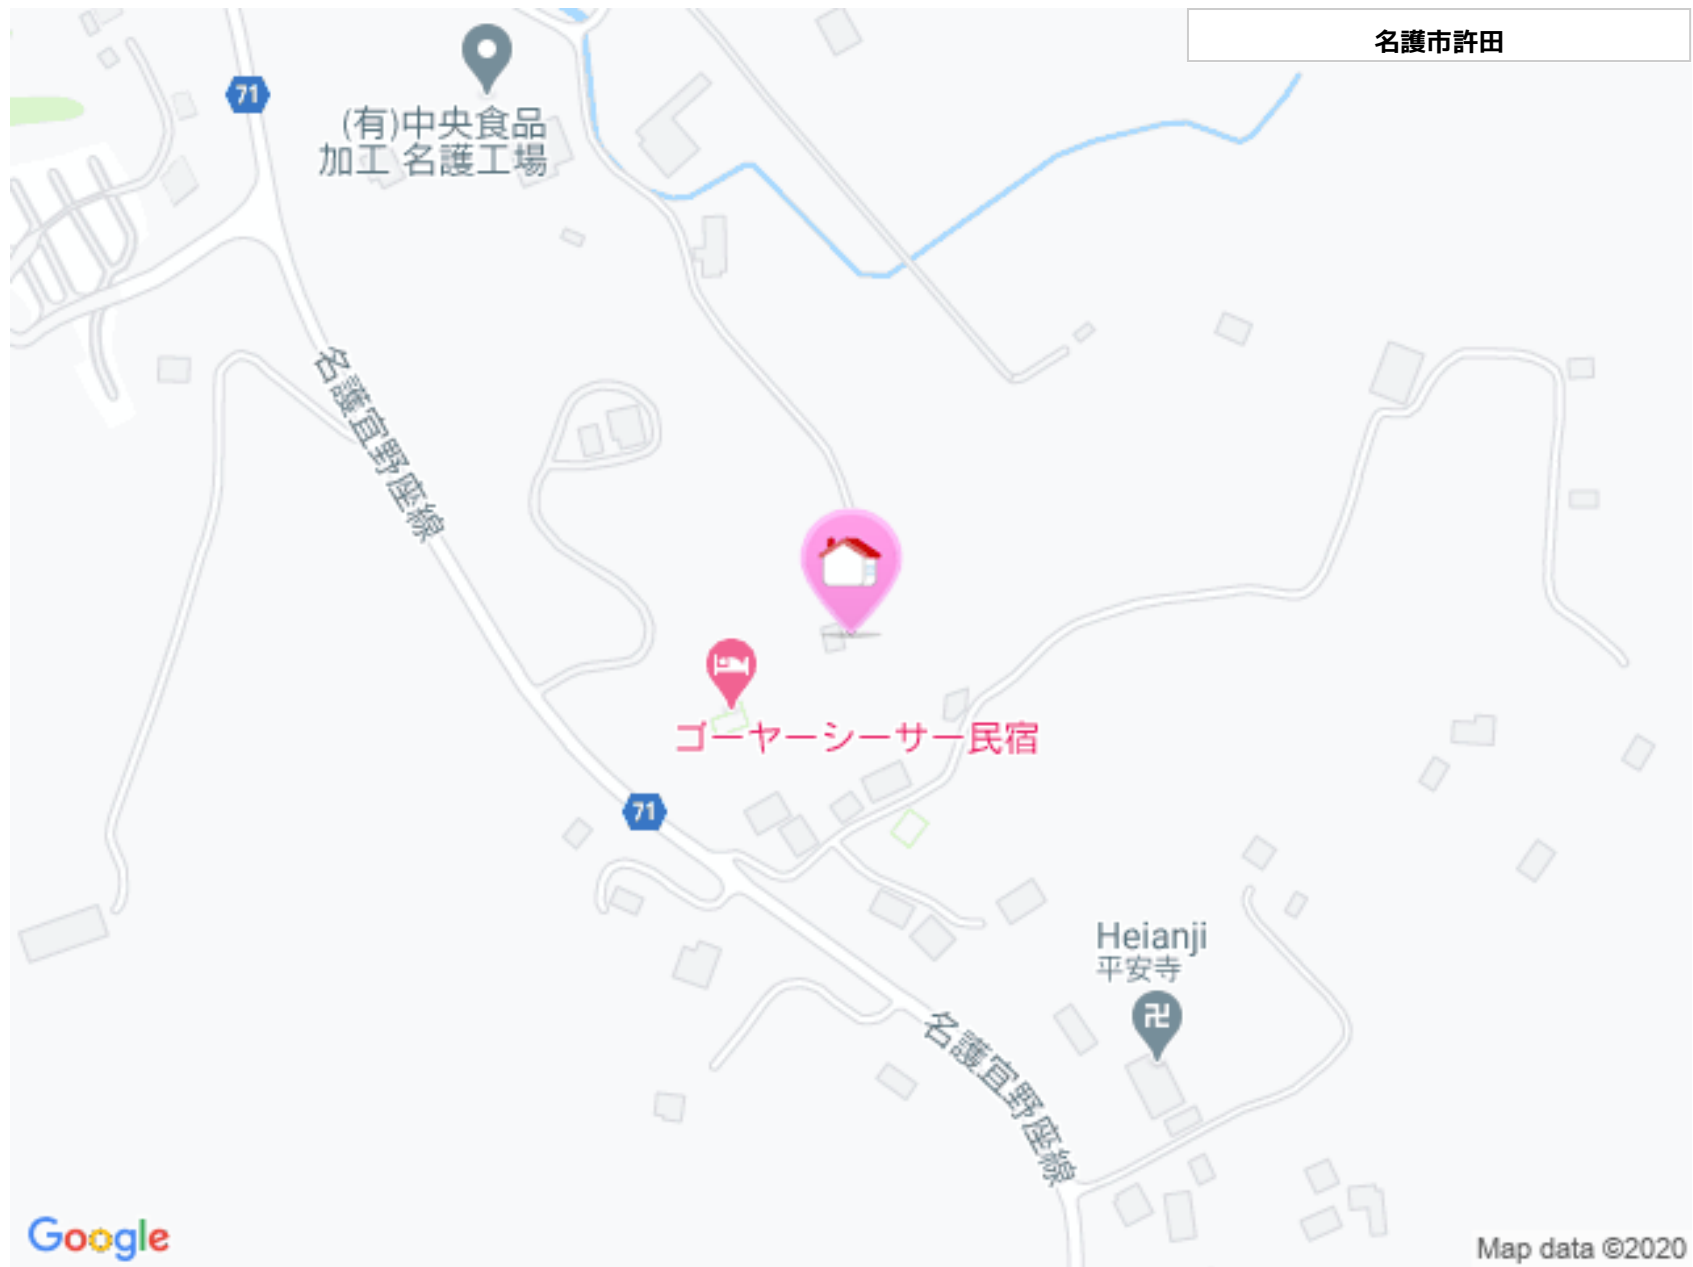 名護市許田
71
(有)中央食品
加工 名護工場
名護宜野座線
ゴーヤーシーサー民宿
71
Heianji
平安寺
卍
名護宜野座線
Google
Map data ©2020